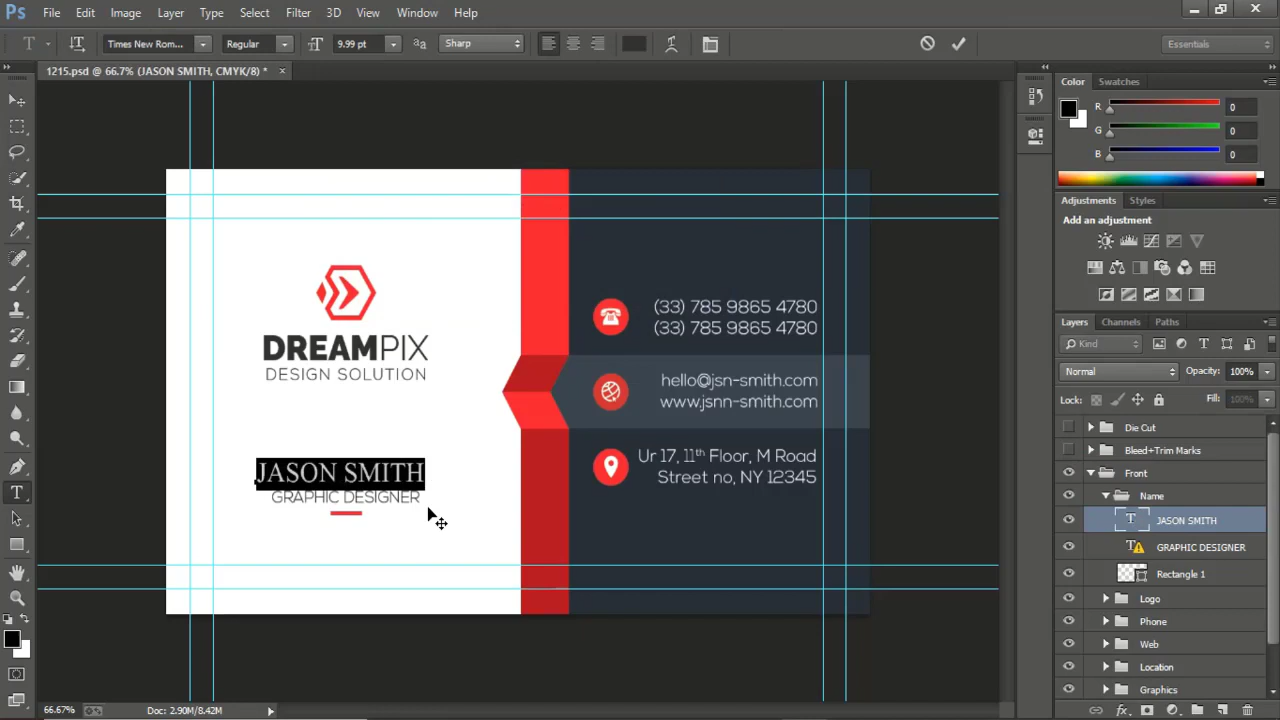 Ps File Edit Image Layer Type Select Filter 3D View Window Help
T Times New Rom... Regular 9.99 pt aa Sharp Essentials
1215.psd @ 66.7% (JASON SMITH, CMYK/8) * ×
Color Swatches
R 0
G 0
B 0
Adjustments Styles
Add an adjustment
Layers Channels Paths
Kind
Normal Opacity: 100%
Lock: Fill: 100%
Die Cut
Bleed+Trim Marks
Front
Name
T JASON SMITH
T GRAPHIC DESIGNER
Rectangle 1
Logo
Phone
Web
Location
Graphics
DREAMPIX
DESIGN SOLUTION
JASON SMITH
GRAPHIC DESIGNER
(33) 785 9865 4780
(33) 785 9865 4780
hello@jsn-smith.com
www.jsnn-smith.com
Ur 17, 11th Floor, M Road
Street no, NY 12345
66.67% Doc: 2.90M/8.42M